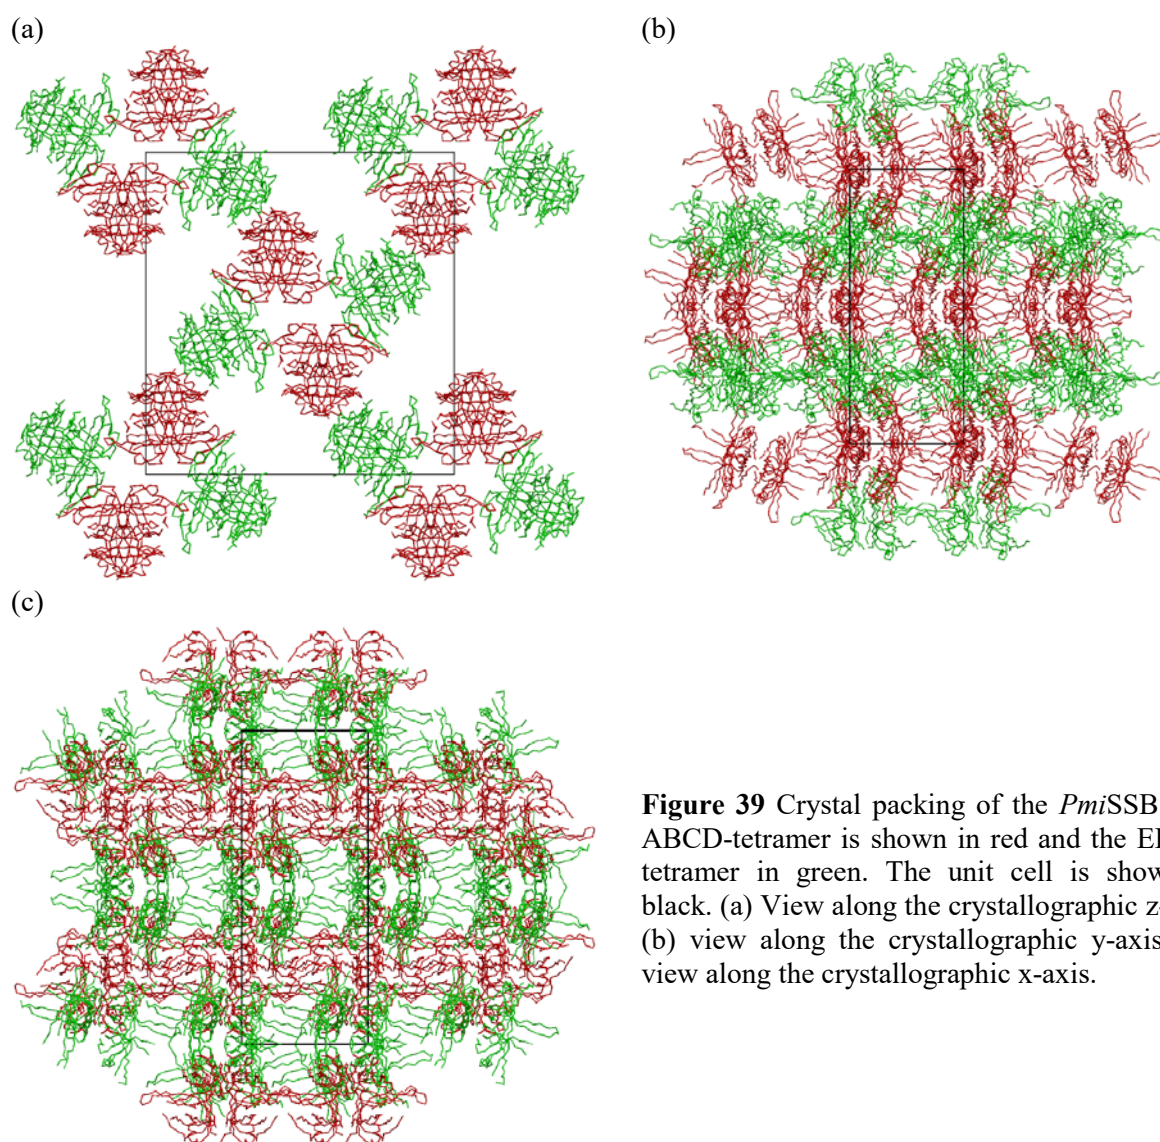 (a)
(b)
(c)
Figure 39 Crystal packing of the PmiSSB
ABCD-tetramer is shown in red and the
tetramer in green. The unit cell is
black. (a) View along the crystallographic
(b) view along the crystallographic y-axis
view along the crystallographic x-axis.